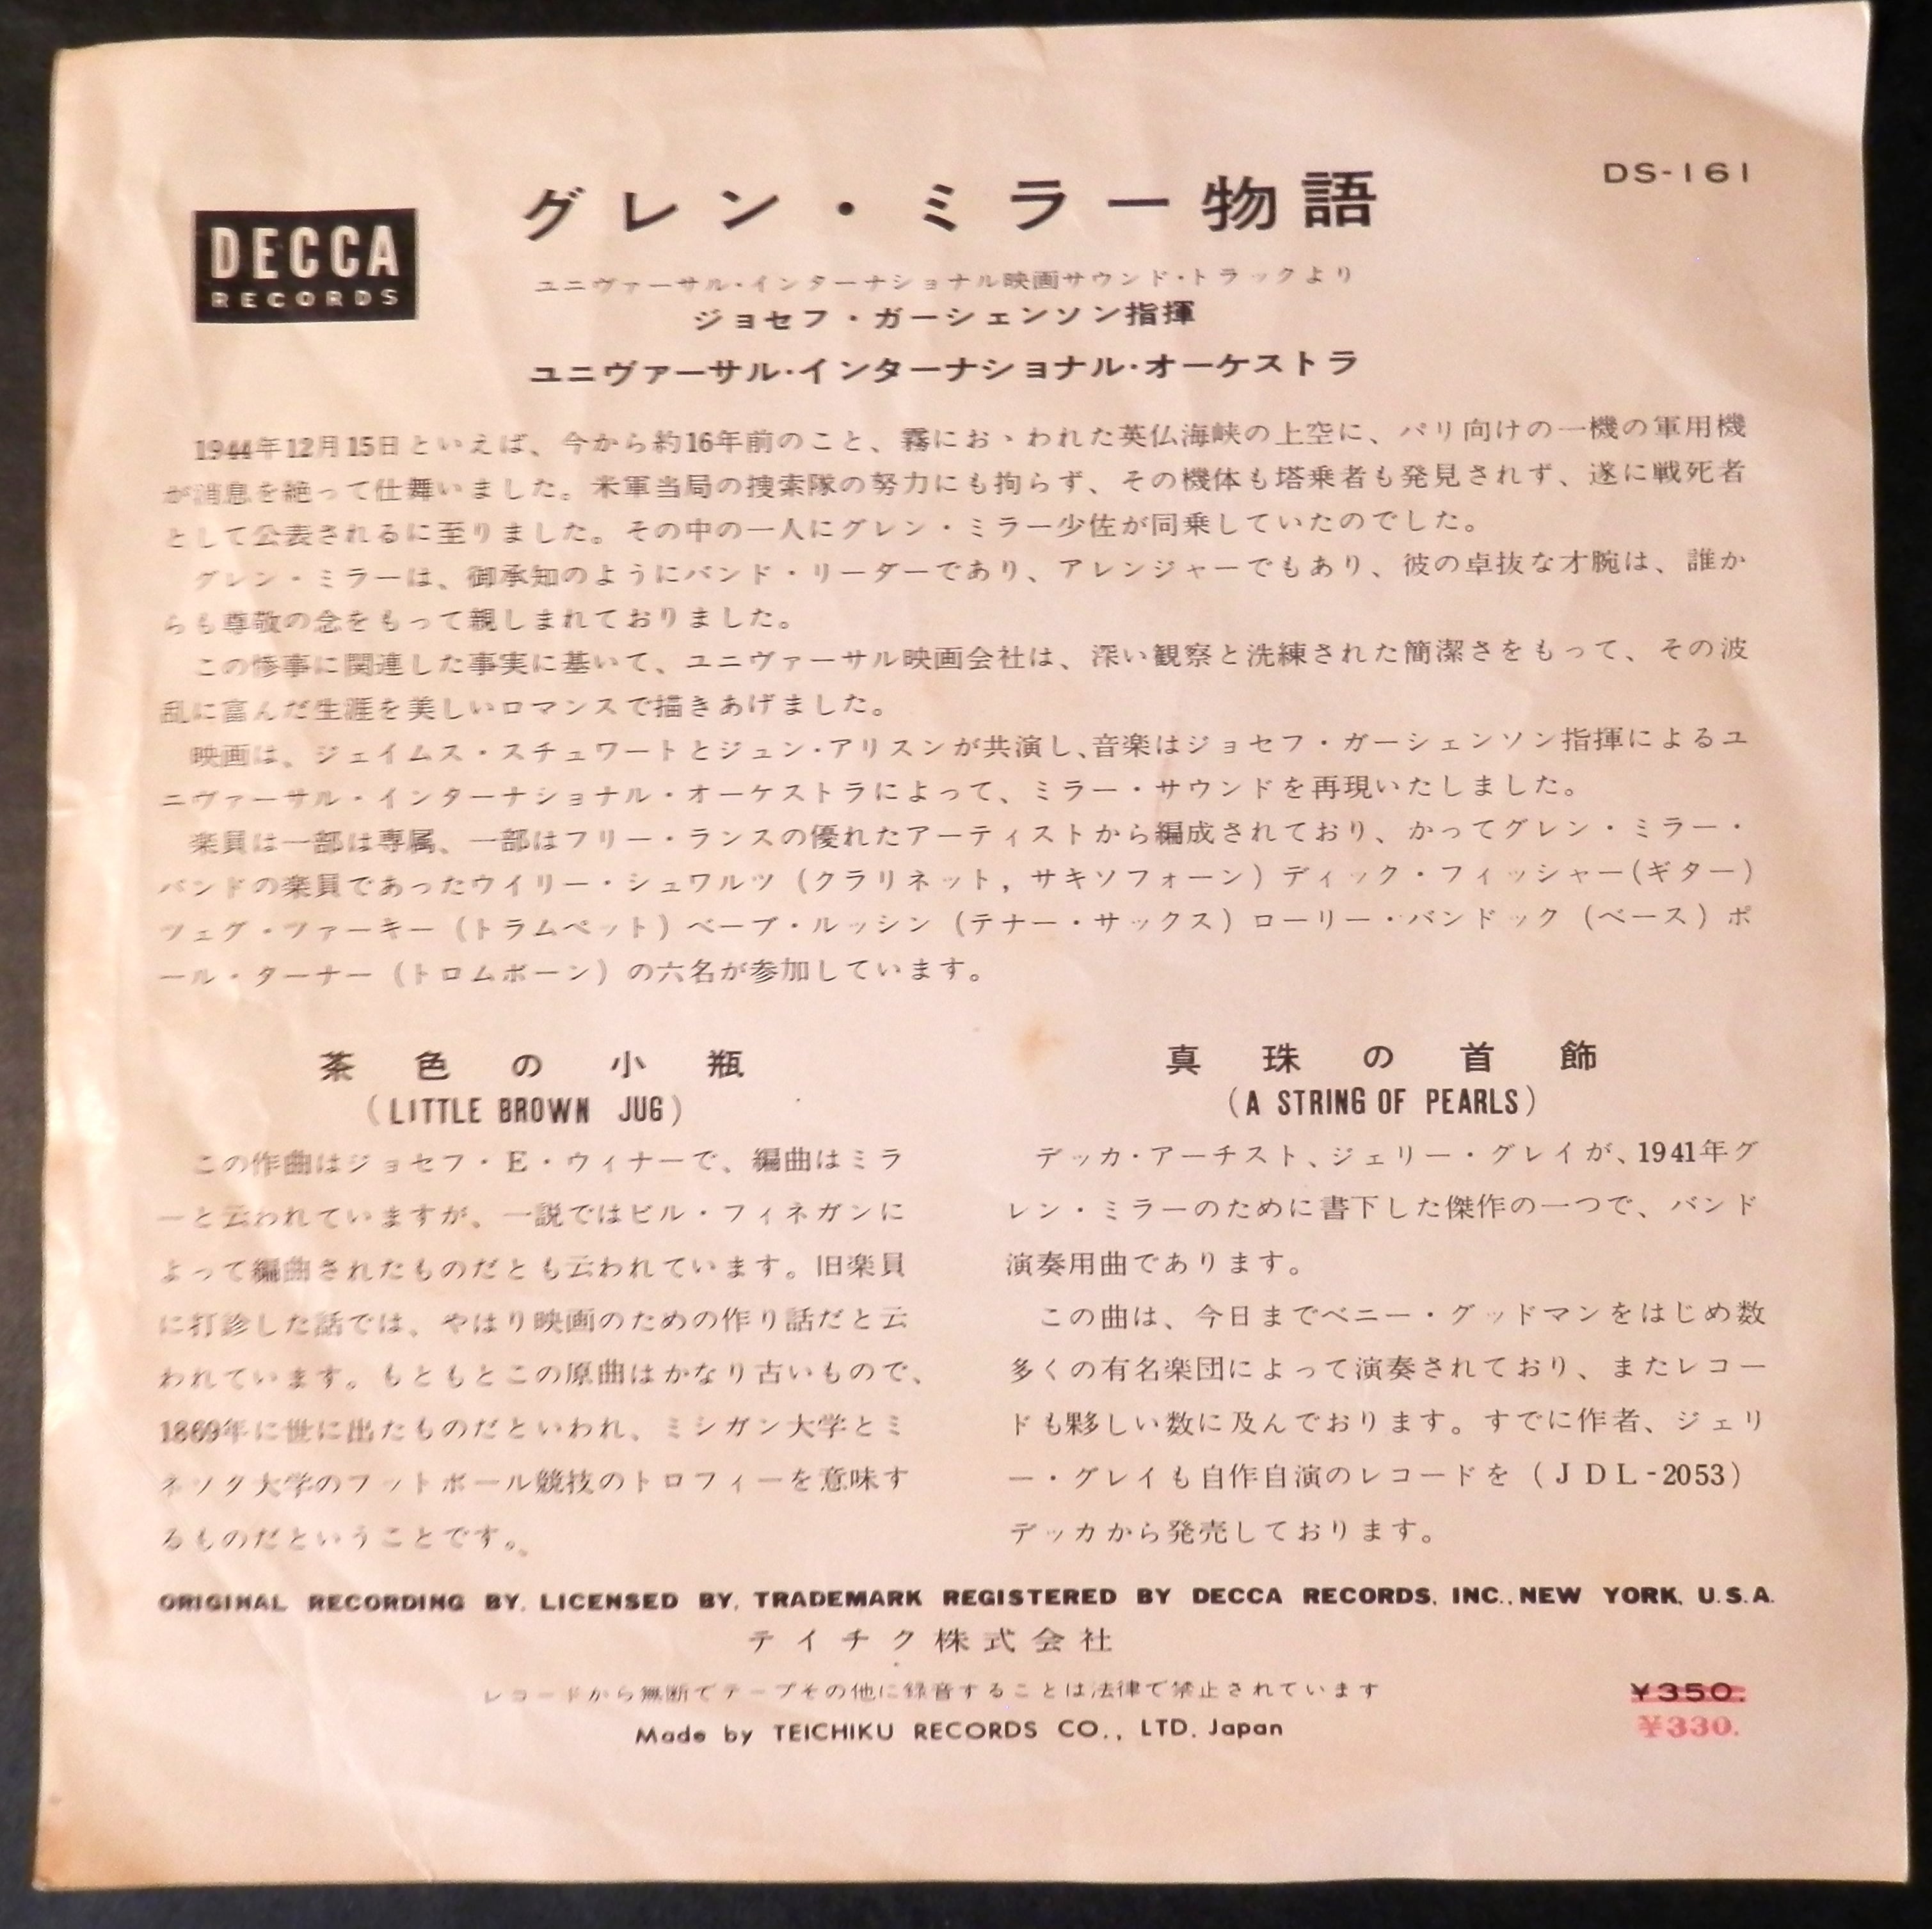 DS-161
グレン・ミラー物語
DECCA
RECORDS
ユニヴァーサル・インターナショナル映画サウンド・トラックより
ジョセフ・ガーシェンソン指揮
ユニヴァーサル・インターナショナル・オーケストラ
1944年12月15日といえば、今から約16年前のこと、霧におゝわれた英仏海峡の上空に、パリ向けの一機の軍用機
が消息を絶って仕舞いました。米軍当局の捜索隊の努力にも拘らず、その機体も塔乗者も発見されず、遂に戦死者
として公表されるに至りました。その中の一人にグレン・ミラー少佐が同乗していたのでした。
グレン・ミラーは、御承知のようにバンド・リーダーであり、アレンジャーでもあり、彼の卓抜な才腕は、誰か
らも尊敬の念をもって親しまれておりました。
この惨事に関連した事実に基いて、ユニヴァーサル映画会社は、深い観察と洗練された簡潔さをもって、その波
乱に富んだ生涯を美しいロマンスで描きあげました。
映画は、ジェイムス・スチュワートとジュン・アリスンが共演し、音楽はジョセフ・ガーシェンソン指揮によるユ
ニヴァーサル・インターナショナル・オーケストラによって、ミラー・サウンドを再現いたしました。
楽員は一部は専属、一部はフリー・ランスの優れたアーティストから編成されており、かってグレン・ミラー・
バンドの楽員であったウイリー・シュワルツ（クラリネット，サキソフォーン）ディック・フィッシャー（ギター）
ツェグ・ツァーキー（トラムペット）ベーブ・ルッシン（テナー・サックス）ローリー・バンドック（ベース）ポ
ール・ターナー（トロムボーン）の六名が参加しています。
茶色の小瓶
（LITTLE BROWN JUG）
この作曲はジョセフ・E・ウィナーで、編曲はミラ
ーと云われていますが、一説ではビル・フィネガンに
よって編曲されたものだとも云われています。旧楽員
に打診した話では、やはり映画のための作り話だと云
われています。もともとこの原曲はかなり古いもので、
1869年に世に出たものだといわれ、ミシガン大学とミ
ネソタ大学のフットボール競技のトロフィーを意味す
るものだということです。
真珠の首飾
（A STRING OF PEARLS）
デッカ・アーチスト、ジェリー・グレイが、1941年グ
レン・ミラーのために書下した傑作の一つで、バンド
演奏用曲であります。
この曲は、今日までベニー・グッドマンをはじめ数
多くの有名楽団によって演奏されており、またレコー
ドも夥しい数に及んでおります。すでに作者、ジェリ
ー・グレイも自作自演のレコードを（JDL-2053）
デッカから発売しております。
ORIGINAL RECORDING BY, LICENSED BY, TRADEMARK REGISTERED BY DECCA RECORDS, INC., NEW YORK, U.S.A.
テイチク株式会社
レコードから無断でテープその他に録音することは法律で禁止されています
Made by TEICHIKU RECORDS CO., LTD. Japan
¥350.
¥330.